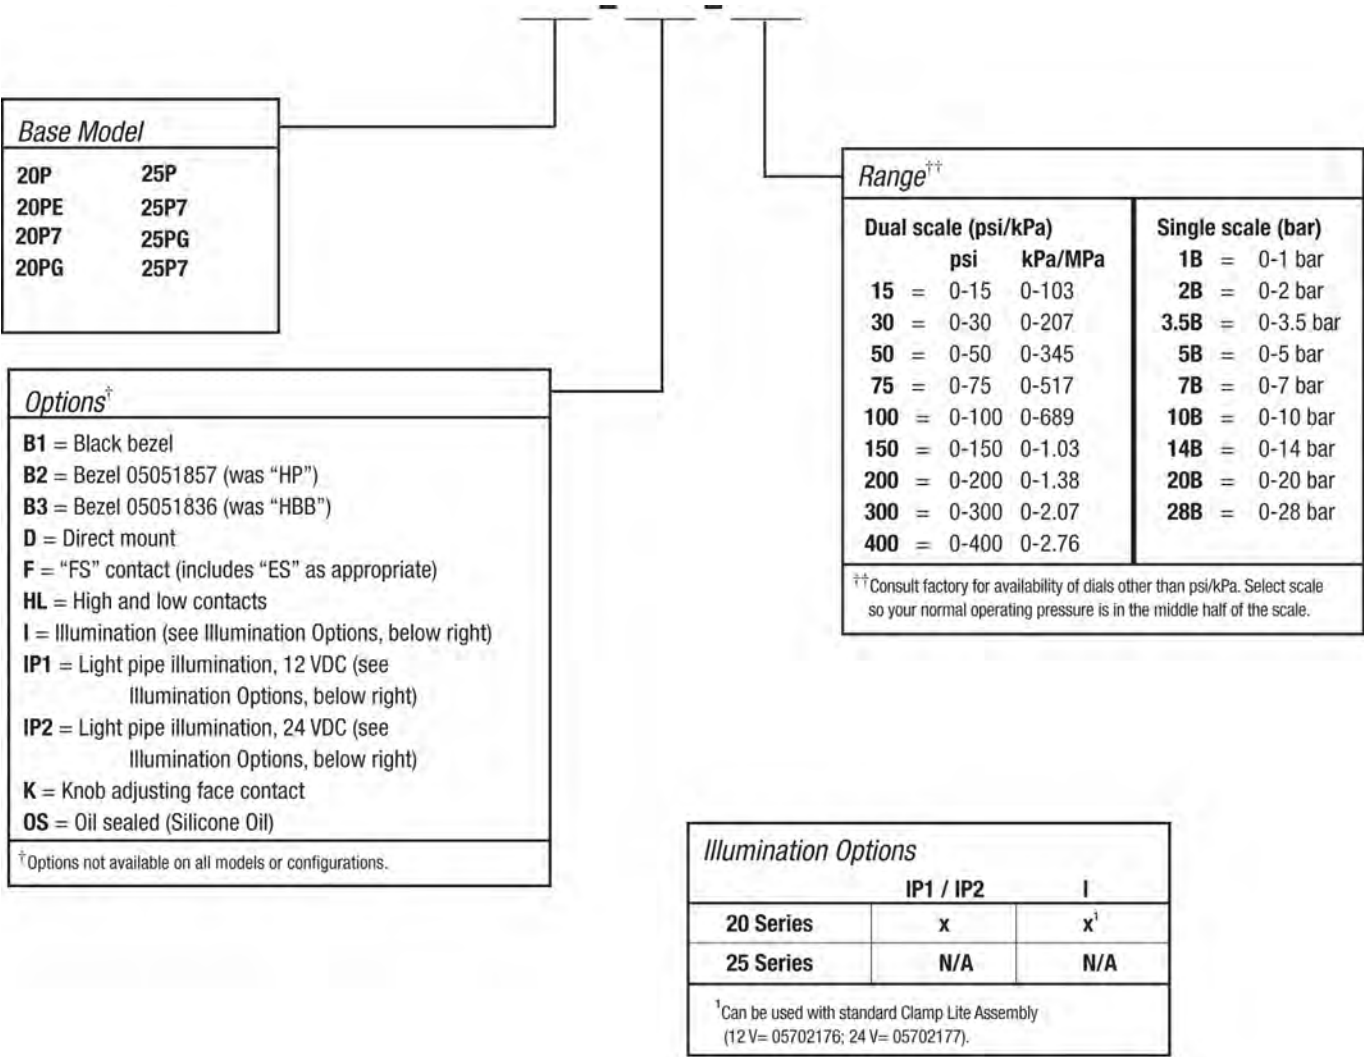 Base Model
20P 25P
20PE 25P7
20P7 25PG
20PG 25P7
Options†
B1 = Black bezel
B2 = Bezel 05051857 (was “HP”)
B3 = Bezel 05051836 (was “HBB”)
D = Direct mount
F = “FS” contact (includes “ES” as appropriate)
HL = High and low contacts
I = Illumination (see Illumination Options, below right)
IP1 = Light pipe illumination, 12 VDC (see
Illumination Options, below right)
IP2 = Light pipe illumination, 24 VDC (see
Illumination Options, below right)
K = Knob adjusting face contact
OS = Oil sealed (Silicone Oil)
†Options not available on all models or configurations.
Range††
Dual scale (psi/kPa)
psi kPa/MPa
15 = 0-15 0-103
30 = 0-30 0-207
50 = 0-50 0-345
75 = 0-75 0-517
100 = 0-100 0-689
150 = 0-150 0-1.03
200 = 0-200 0-1.38
300 = 0-300 0-2.07
400 = 0-400 0-2.76
Single scale (bar)
1B = 0-1 bar
2B = 0-2 bar
3.5B = 0-3.5 bar
5B = 0-5 bar
7B = 0-7 bar
10B = 0-10 bar
14B = 0-14 bar
20B = 0-20 bar
28B = 0-28 bar
††Consult factory for availability of dials other than psi/kPa. Select scale
so your normal operating pressure is in the middle half of the scale.
Illumination Options
IP1 / IP2 I
20 Series x x¹
25 Series N/A N/A
¹Can be used with standard Clamp Lite Assembly
(12 V= 05702176; 24 V= 05702177).